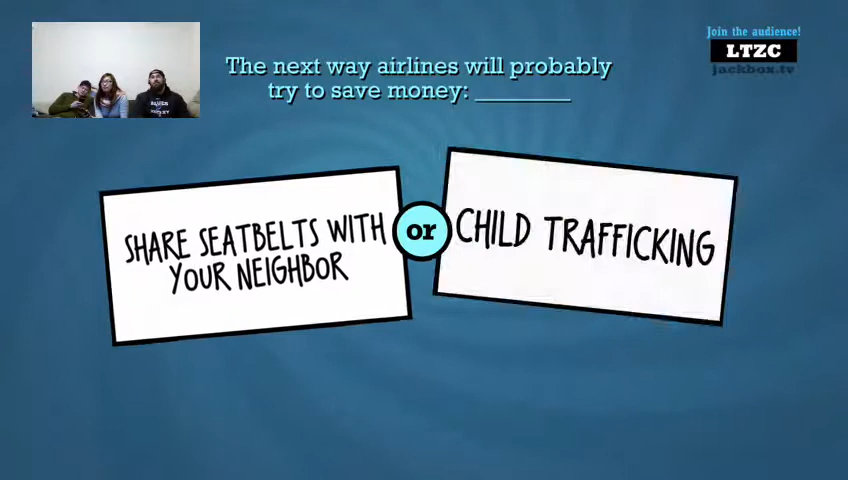 Join the audience!
LTZC
jackbox.tv
The next way airlines will probably
try to save money: _________
SHARE SEATBELTS WITH
YOUR NEIGHBOR
or
CHILD TRAFFICKING